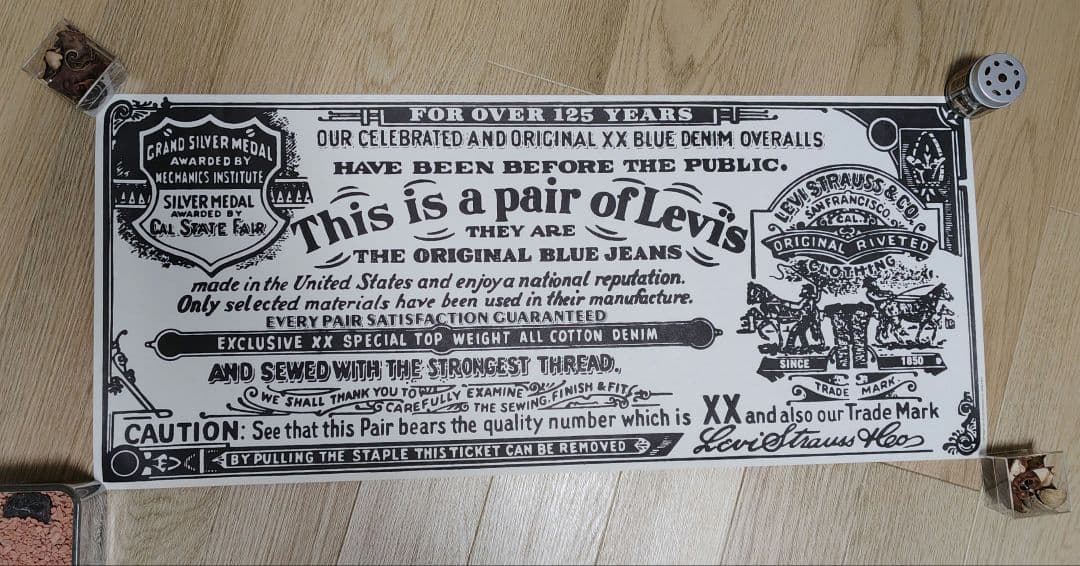 GRAND SILVER MEDAL
AWARDED BY
MECHANICS INSTITUTE
SILVER MEDAL
AWARDED BY
CAL STATE FAIR
FOR OVER 125 YEARS
OUR CELEBRATED AND ORIGINAL XX BLUE DENIM OVERALLS
HAVE BEEN BEFORE THE PUBLIC.
This is a pair of Levi's
THEY ARE
THE ORIGINAL BLUE JEANS
made in the United States and enjoy a national reputation.
Only selected materials have been used in their manufacture.
EVERY PAIR SATISFACTION GUARANTEED
EXCLUSIVE XX SPECIAL TOP WEIGHT ALL COTTON DENIM
AND SEWED WITH THE STRONGEST THREAD.
WE SHALL THANK YOU TO CAREFULLY EXAMINE THE SEWING, FINISH & FIT
LEVI STRAUSS & CO.
SAN FRANCISCO.
CAL.
ORIGINAL RIVETED
CLOTHING
SINCE 1850
TRADE MARK.
CAUTION: See that this Pair bears the quality number which is XX and also our Trade Mark
BY PULLING THE STAPLE THIS TICKET CAN BE REMOVED
Levi Strauss & Co